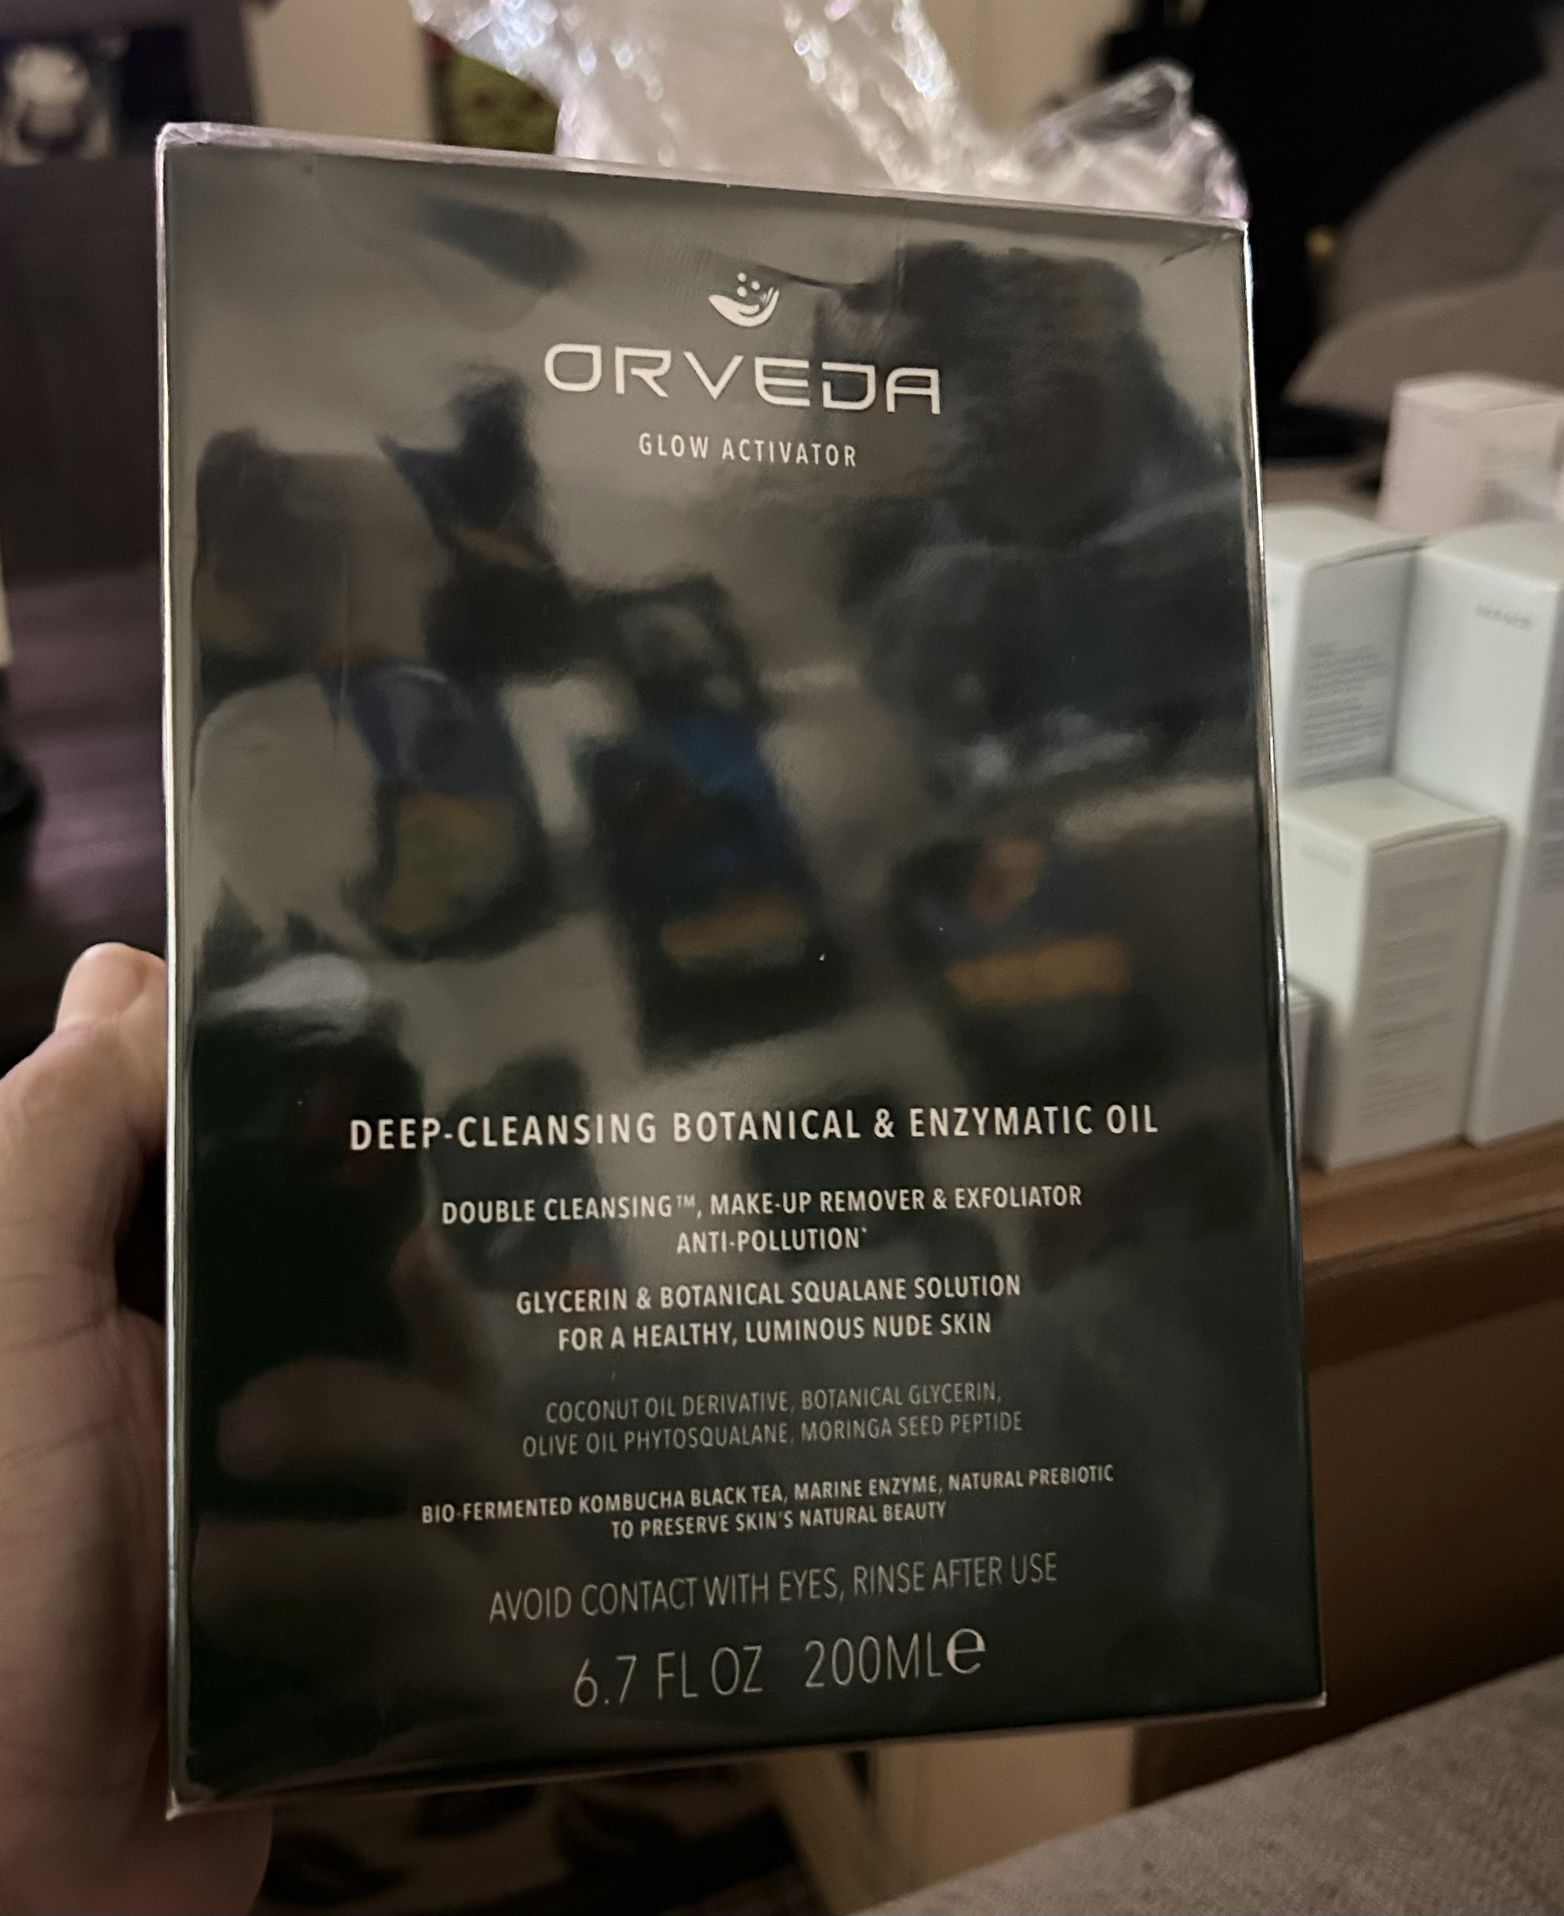 ORVEDA
GLOW ACTIVATOR
DEEP-CLEANSING BOTANICAL & ENZYMATIC OIL
DOUBLE CLEANSING™, MAKE-UP REMOVER & EXFOLIATOR
ANTI-POLLUTION*
GLYCERIN & BOTANICAL SQUALANE SOLUTION
FOR A HEALTHY, LUMINOUS NUDE SKIN
COCONUT OIL DERIVATIVE, BOTANICAL GLYCERIN,
OLIVE OIL PHYTOSQUALANE, MORINGA SEED PEPTIDE
BIO-FERMENTED KOMBUCHA BLACK TEA, MARINE ENZYME, NATURAL PREBIOTIC
TO PRESERVE SKIN'S NATURAL BEAUTY
AVOID CONTACT WITH EYES, RINSE AFTER USE
6.7 FL OZ 200ML℮